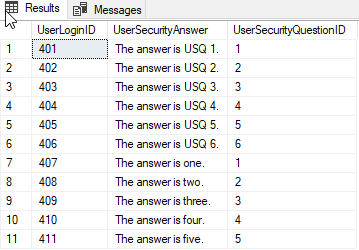 Results Messages
UserLoginID UserSecurityAnswer UserSecurityQuestionID
1 401 The answer is USQ 1. 1
2 402 The answer is USQ 2. 2
3 403 The answer is USQ 3. 3
4 404 The answer is USQ 4. 4
5 405 The answer is USQ 5. 5
6 406 The answer is USQ 6. 6
7 407 The answer is one. 1
8 408 The answer is two. 2
9 409 The answer is three. 3
10 410 The answer is four. 4
11 411 The answer is five. 5